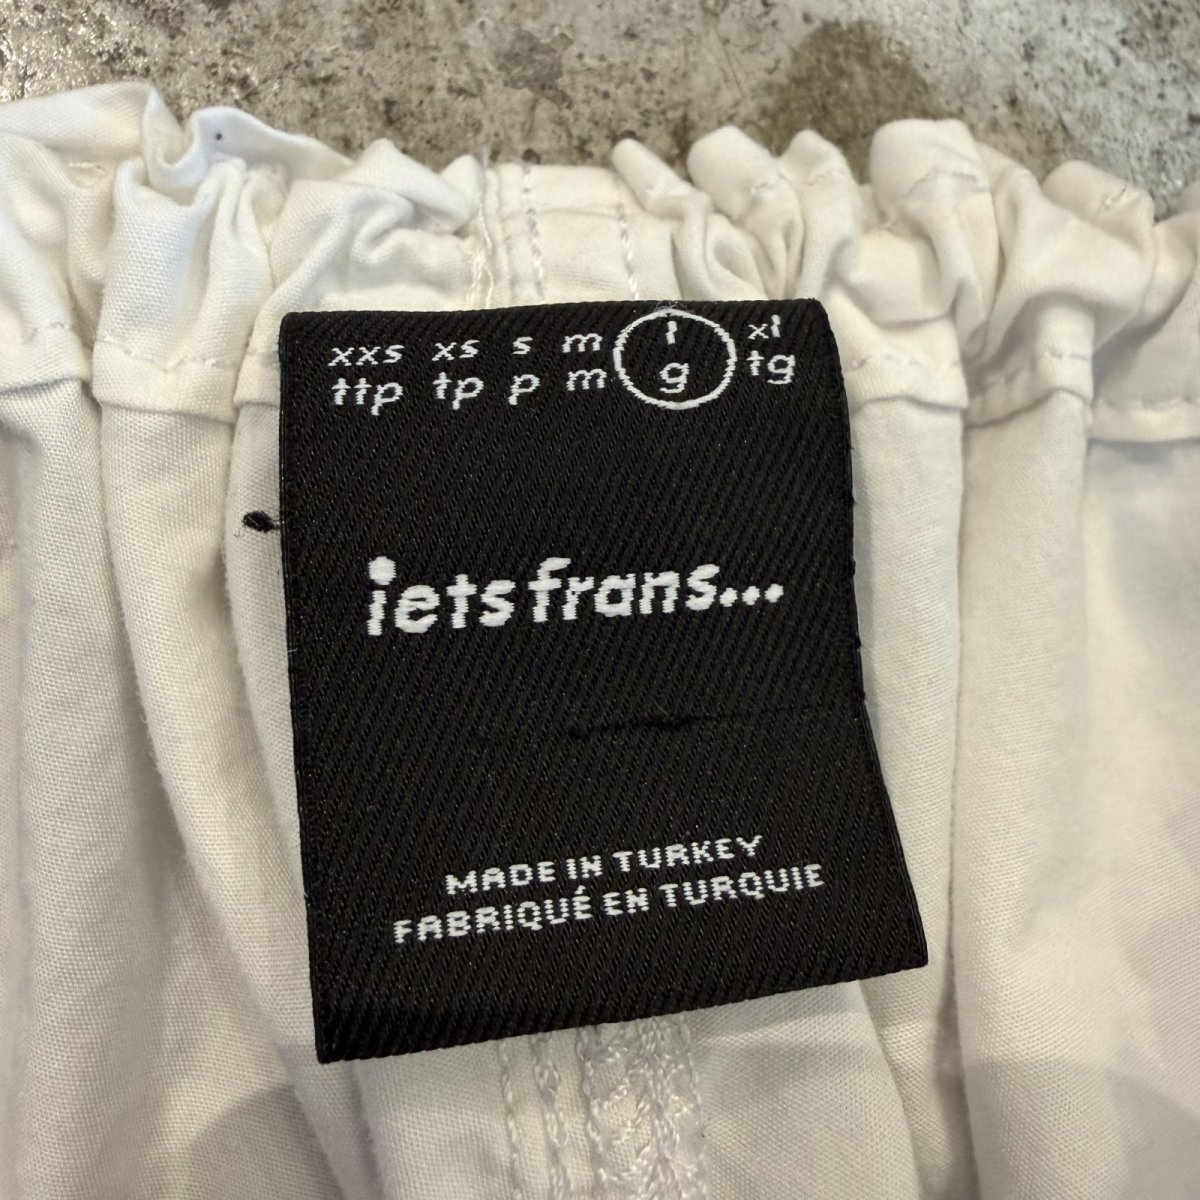 xxs xs s m l xl
ttp tp p m g tg
iets frans...
MADE IN TURKEY
FABRIQUÉ EN TURQUIE